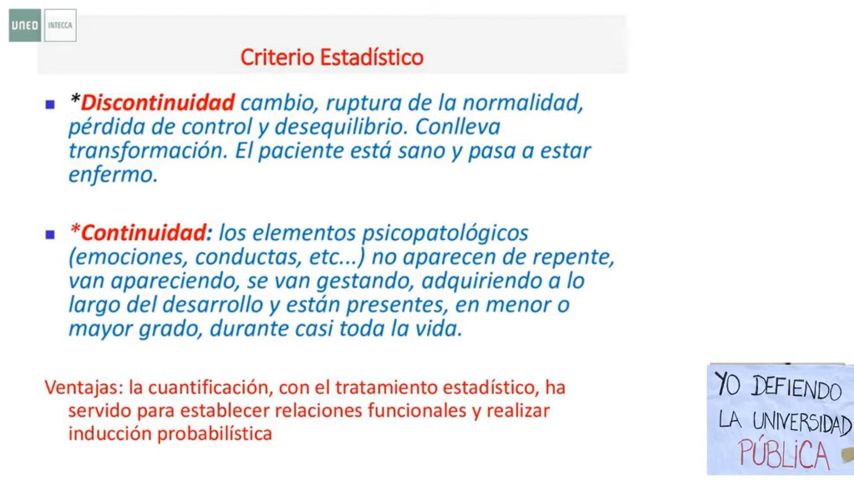 UNED
INTECCA
Criterio Estadístico
*Discontinuidad cambio, ruptura de la normalidad,
pérdida de control y desequilibrio. Conlleva
transformación. El paciente está sano y pasa a estar
enfermo.
*Continuidad: los elementos psicopatológicos
(emociones, conductas, etc...) no aparecen de repente,
van apareciendo, se van gestando, adquiriendo a lo
largo del desarrollo y están presentes, en menor o
mayor grado, durante casi toda la vida.
Ventajas: la cuantificación, con el tratamiento estadístico, ha
servido para establecer relaciones funcionales y realizar
inducción probabilística
YO DEFIENDO
LA UNIVERSIDAD
PÚBLICA